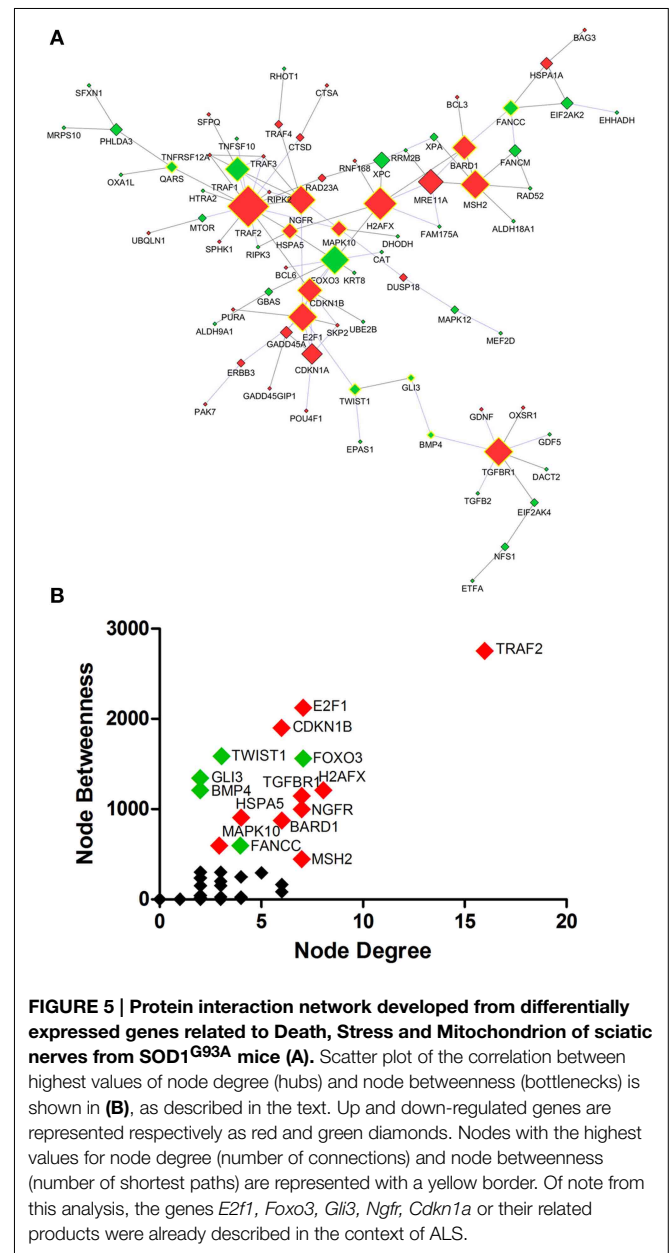 A
BAG3
HSPA1A
RHOT1
SFXN1
CTSA
BCL3
FANCC
EIF2AK2
EHHADH
SFPQ
TRAF4
MRPS10
PHLDA3
TNFSF10
CTSD
XPA
BARD1
TNFRSF12A
TRAF3
RNF168
RRM2B
FANCM
QARS
XPC
OXA1L
TRAF1
RAD23A
MRE11A
MSH2
RAD52
HTRA2
RIPK2
NGFR
H2AFX
TRAF2
MTOR
HSPA5
MAPK10
FAM175A
ALDH18A1
UBQLN1
SPHK1
RIPK3
DHODH
CAT
BCL6
FOXO3
KRT8
DUSP18
GBAS
CDKN1B
PURA
MAPK12
ALDH9A1
E2F1
SKP2
UBE2B
MEF2D
GADD45A
CDKN1A
ERBB3
GLI3
TWIST1
GADD45GIP1
PAK7
POU4F1
GDNF
OXSR1
BMP4
EPAS1
TGFBR1
GDF5
DACT2
TGFB2
EIF2AK4
NFS1
ETFA
B
3000
TRAF2
E2F1
2000
CDKN1B
TWIST1
FOXO3
GLI3
TGFBR1
H2AFX
BMP4
HSPA5
1000
NGFR
MAPK10
BARD1
FANCC
MSH2
0
0
5
10
15
20
Node Betweenness
Node Degree
FIGURE 5 | Protein interaction network developed from differentially
expressed genes related to Death, Stress and Mitochondrion of sciatic
nerves from SOD1G93A mice (A). Scatter plot of the correlation between
highest values of node degree (hubs) and node betweenness (bottlenecks) is
shown in (B), as described in the text. Up and down-regulated genes are
represented respectively as red and green diamonds. Nodes with the highest
values for node degree (number of connections) and node betweenness
(number of shortest paths) are represented with a yellow border. Of note from
this analysis, the genes E2f1, Foxo3, Gli3, Ngfr, Cdkn1a or their related
products were already described in the context of ALS.